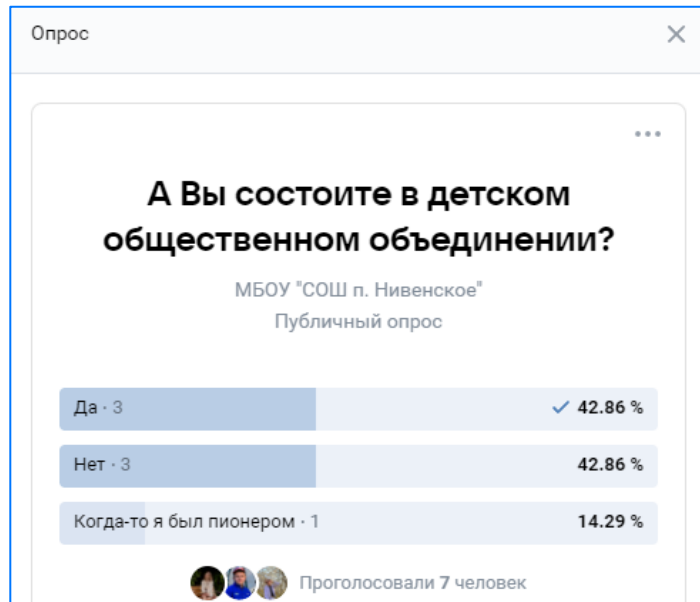 Опрос
А Вы состоите в детском
общественном объединении?
МБОУ "СОШ п. Нивенское"
Публичный опрос
Да · 3 42.86 %
Нет · 3 42.86 %
Когда-то я был пионером · 1 14.29 %
Проголосовали 7 человек